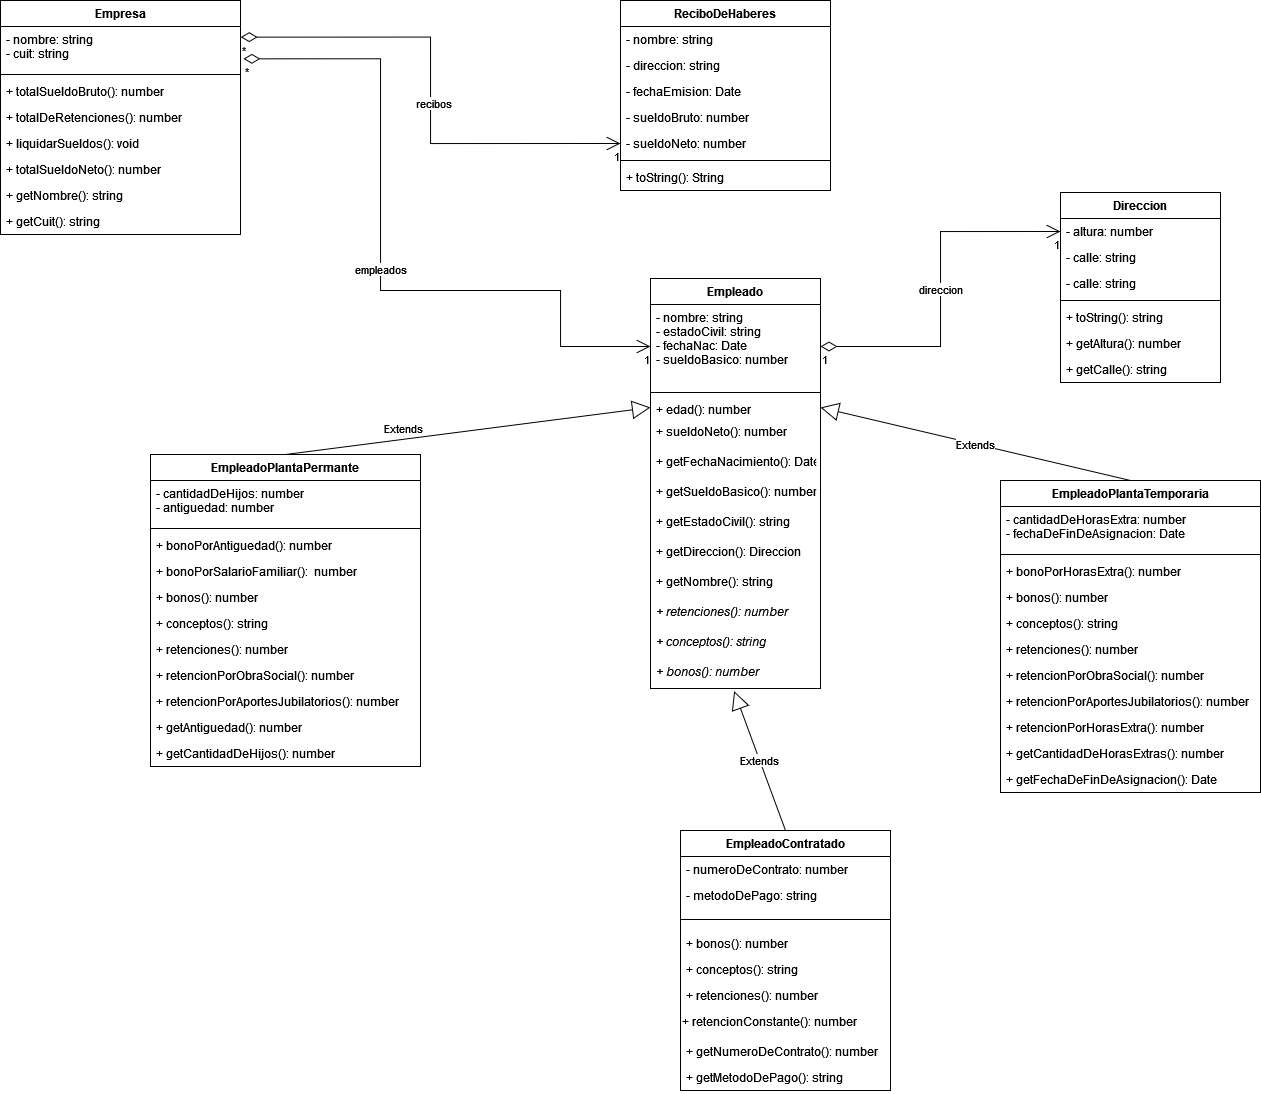 Empresa
- nombre: string
- cuit: string
+ totalSueldoBruto(): number
+ totalDeRetenciones(): number
+ liquidarSueldos(): void
+ totalSueldoNeto(): number
+ getNombre(): string
+ getCuit(): string
*
*
recibos
1
empleados
1
ReciboDeHaberes
- nombre: string
- direccion: string
- fechaEmision: Date
- sueldoBruto: number
- sueldoNeto: number
+ toString(): String
Direccion
- altura: number
- calle: string
- calle: string
+ toString(): string
+ getAltura(): number
+ getCalle(): string
1
direccion
1
Empleado
- nombre: string
- estadoCivil: string
- fechaNac: Date
- sueldoBasico: number
+ edad(): number
+ sueldoNeto(): number
+ getFechaNacimiento(): Date
+ getSueldoBasico(): number
+ getEstadoCivil(): string
+ getDireccion(): Direccion
+ getNombre(): string
+ retenciones(): number
+ conceptos(): string
+ bonos(): number
Extends
Extends
Extends
EmpleadoPlantaPermante
- cantidadDeHijos: number
- antiguedad: number
+ bonoPorAntiguedad(): number
+ bonoPorSalarioFamiliar(): number
+ bonos(): number
+ conceptos(): string
+ retenciones(): number
+ retencionPorObraSocial(): number
+ retencionPorAportesJubilatorios(): number
+ getAntiguedad(): number
+ getCantidadDeHijos(): number
EmpleadoPlantaTemporaria
- cantidadDeHorasExtra: number
- fechaDeFinDeAsignacion: Date
+ bonoPorHorasExtra(): number
+ bonos(): number
+ conceptos(): string
+ retenciones(): number
+ retencionPorObraSocial(): number
+ retencionPorAportesJubilatorios(): number
+ retencionPorHorasExtra(): number
+ getCantidadDeHorasExtras(): number
+ getFechaDeFinDeAsignacion(): Date
EmpleadoContratado
- numeroDeContrato: number
- metodoDePago: string
+ bonos(): number
+ conceptos(): string
+ retenciones(): number
+ retencionConstante(): number
+ getNumeroDeContrato(): number
+ getMetodoDePago(): string